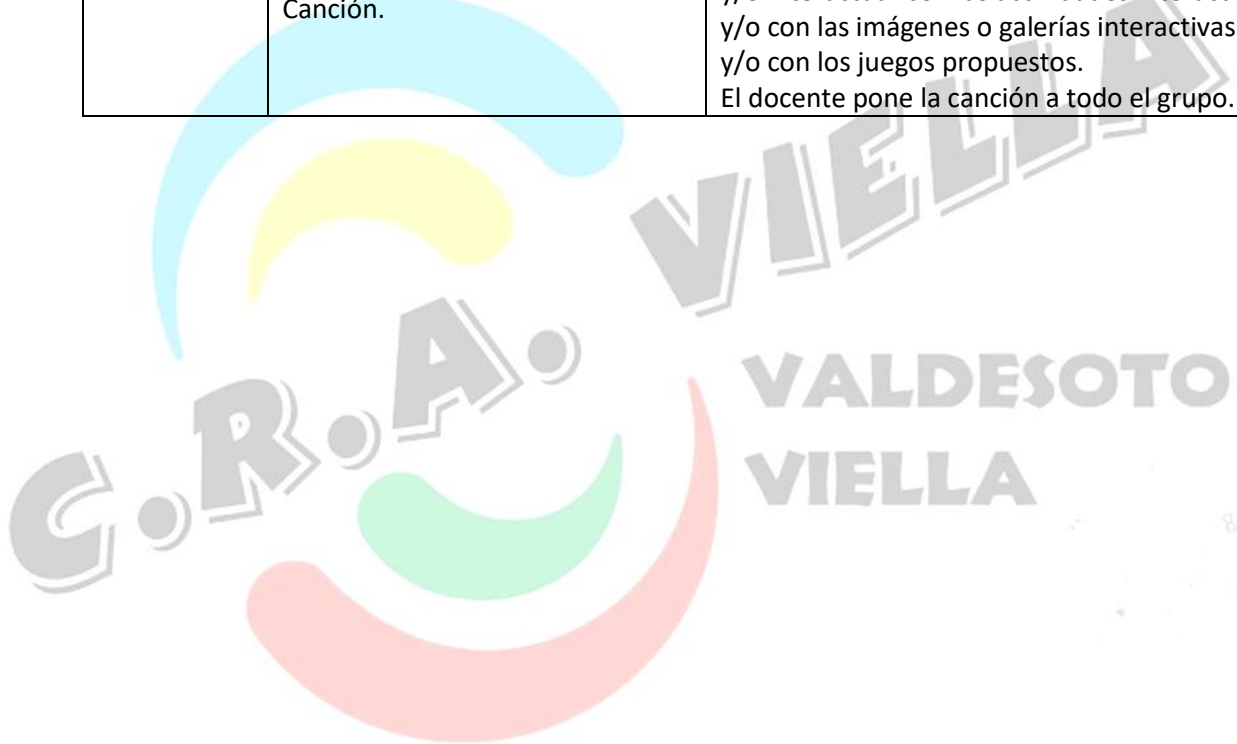 Canción.
y/o con las imágenes o galerías interactivas
y/o con los juegos propuestos.
El docente pone la canción a todo el grupo.
C.R.A. VIELLA
VALDESOTO
VIELLA